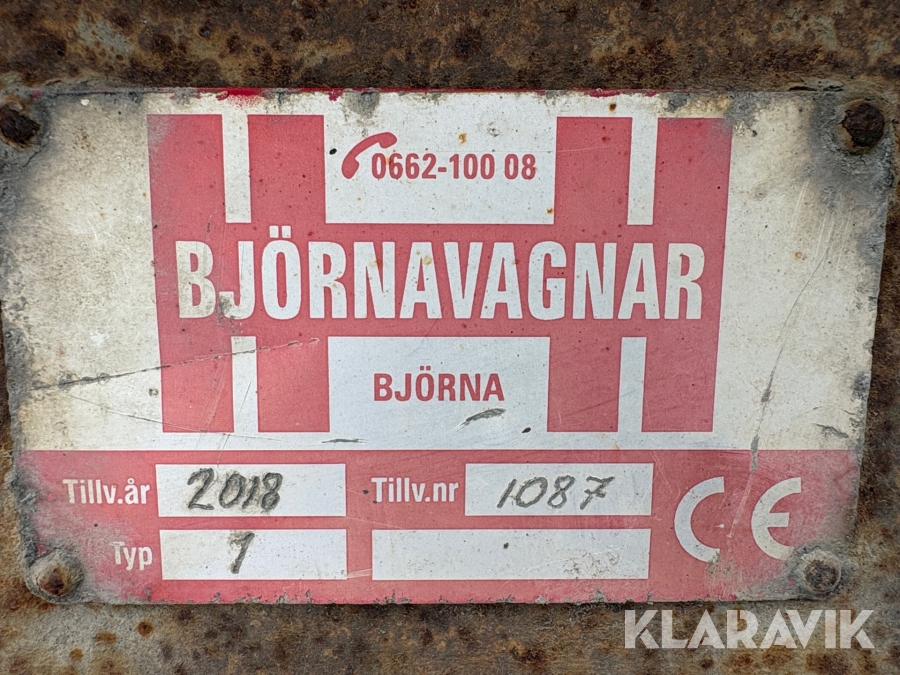 0662-100 08
BJÖRNAVAGNAR
BJÖRNA
Tillv.år 2018 Tillv.nr 1087
Typ 1
CE
KLARAVIK